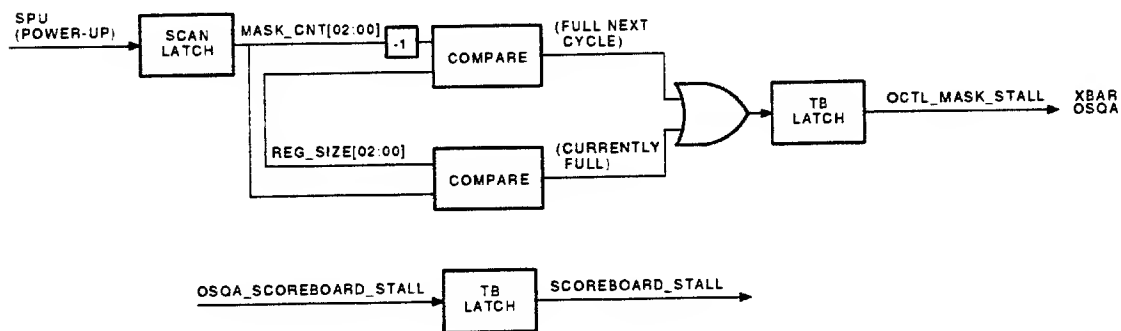 SPU
(POWER-UP)
SCAN
LATCH
MASK_CNT[02:00]
-1
COMPARE
(FULL NEXT
CYCLE)
TB
LATCH
OCTL_MASK_STALL
XBAR
OSQA
REG_SIZE[02:00]
COMPARE
(CURRENTLY
FULL)
OSQA_SCOREBOARD_STALL
TB
LATCH
SCOREBOARD_STALL